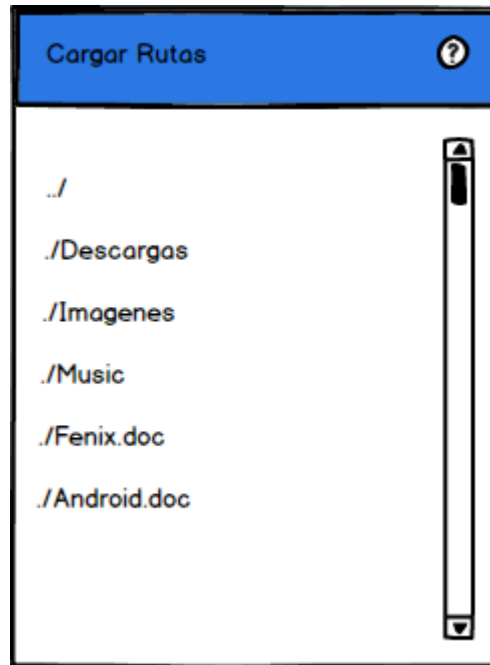 Cargar Rutas ?
../
./Descargas
./Imagenes
./Music
./Fenix.doc
./Android.doc